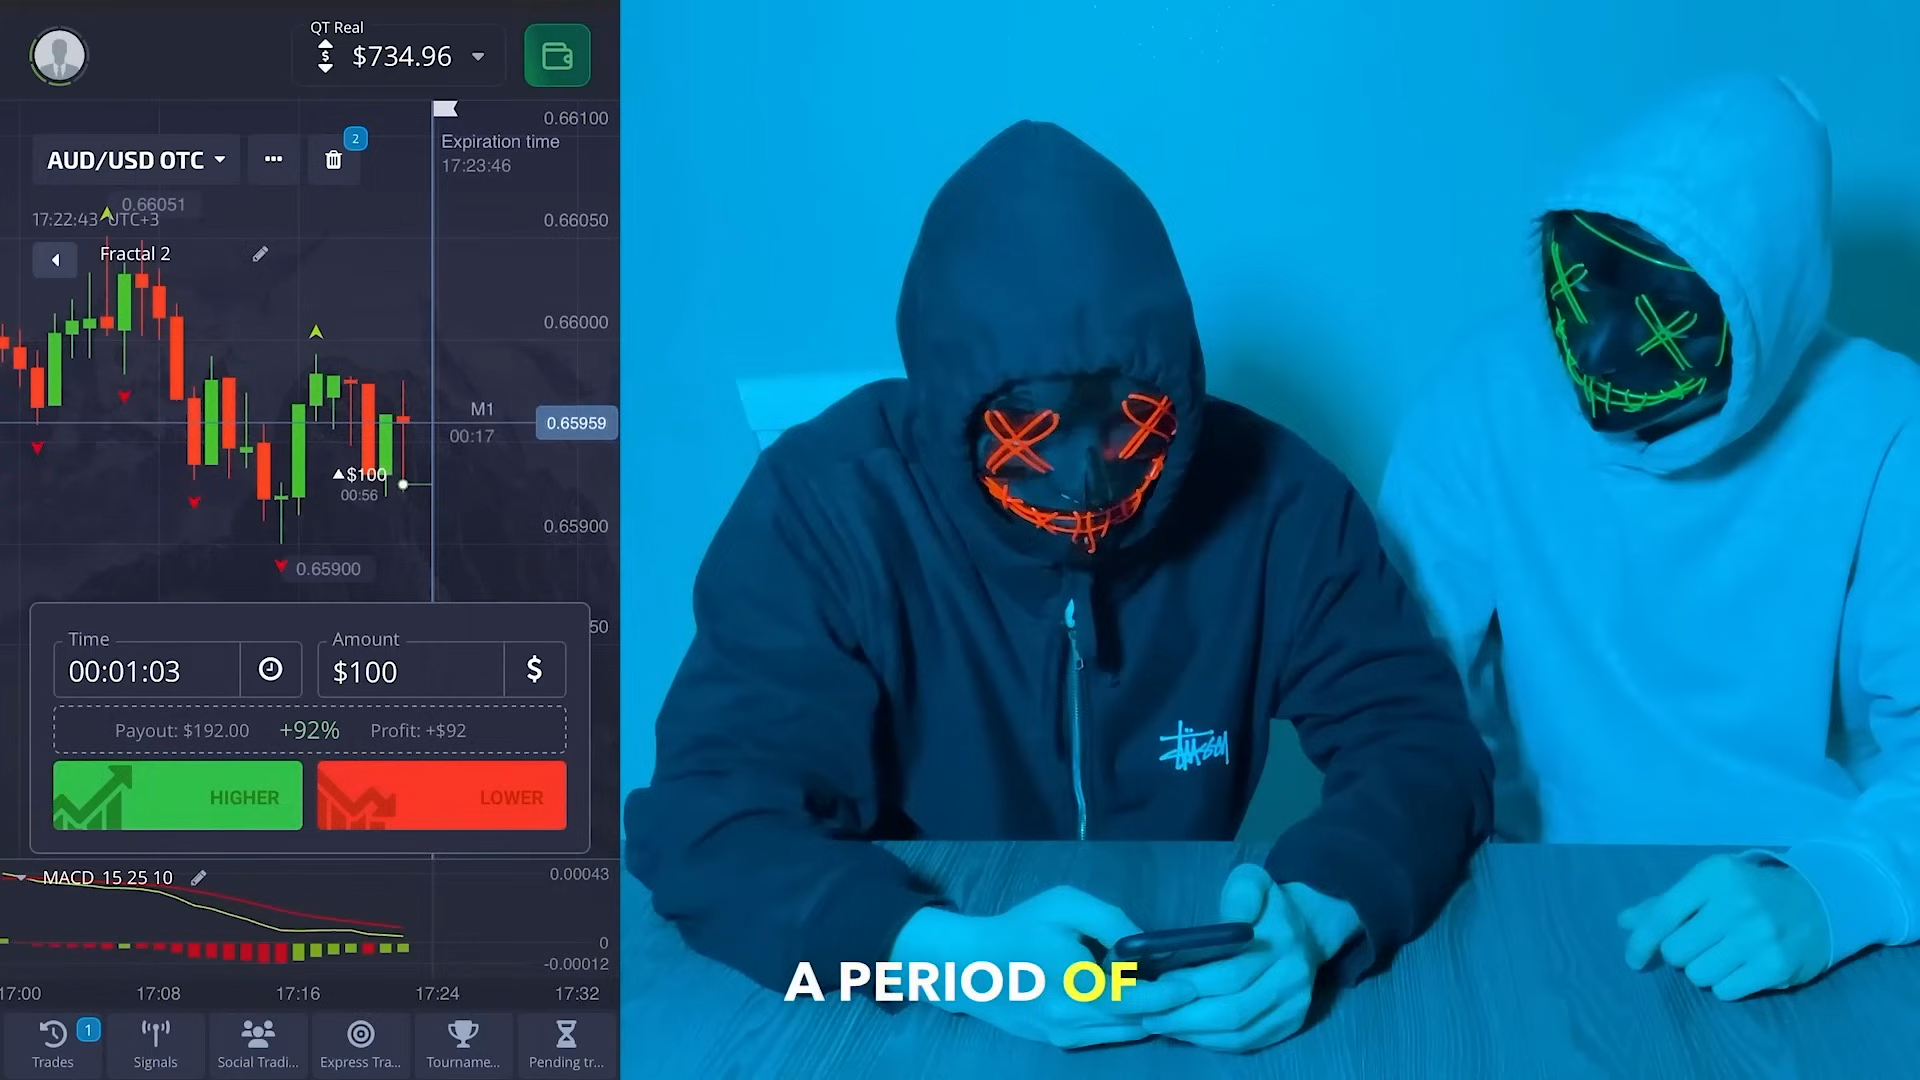 QT Real
$734.96
AUD/USD OTC
2
Expiration time
17:23:46
0.66100
0.66051
17:22:43 UTC+3
0.66050
Fractal 2
0.66000
M1
00:17
0.65959
$100
00:56
0.65900
0.65900
50
Time
00:01:03
Amount
$100
$
Payout: $192.00
+92%
Profit: +$92
HIGHER
LOWER
MACD 15 25 10
0.00043
0
-0.00012
17:00
17:08
17:16
17:24
17:32
Trades
1
Signals
Social Tradi...
Express Tra...
Tourname...
Pending tr...
Stüssy
A PERIOD OF